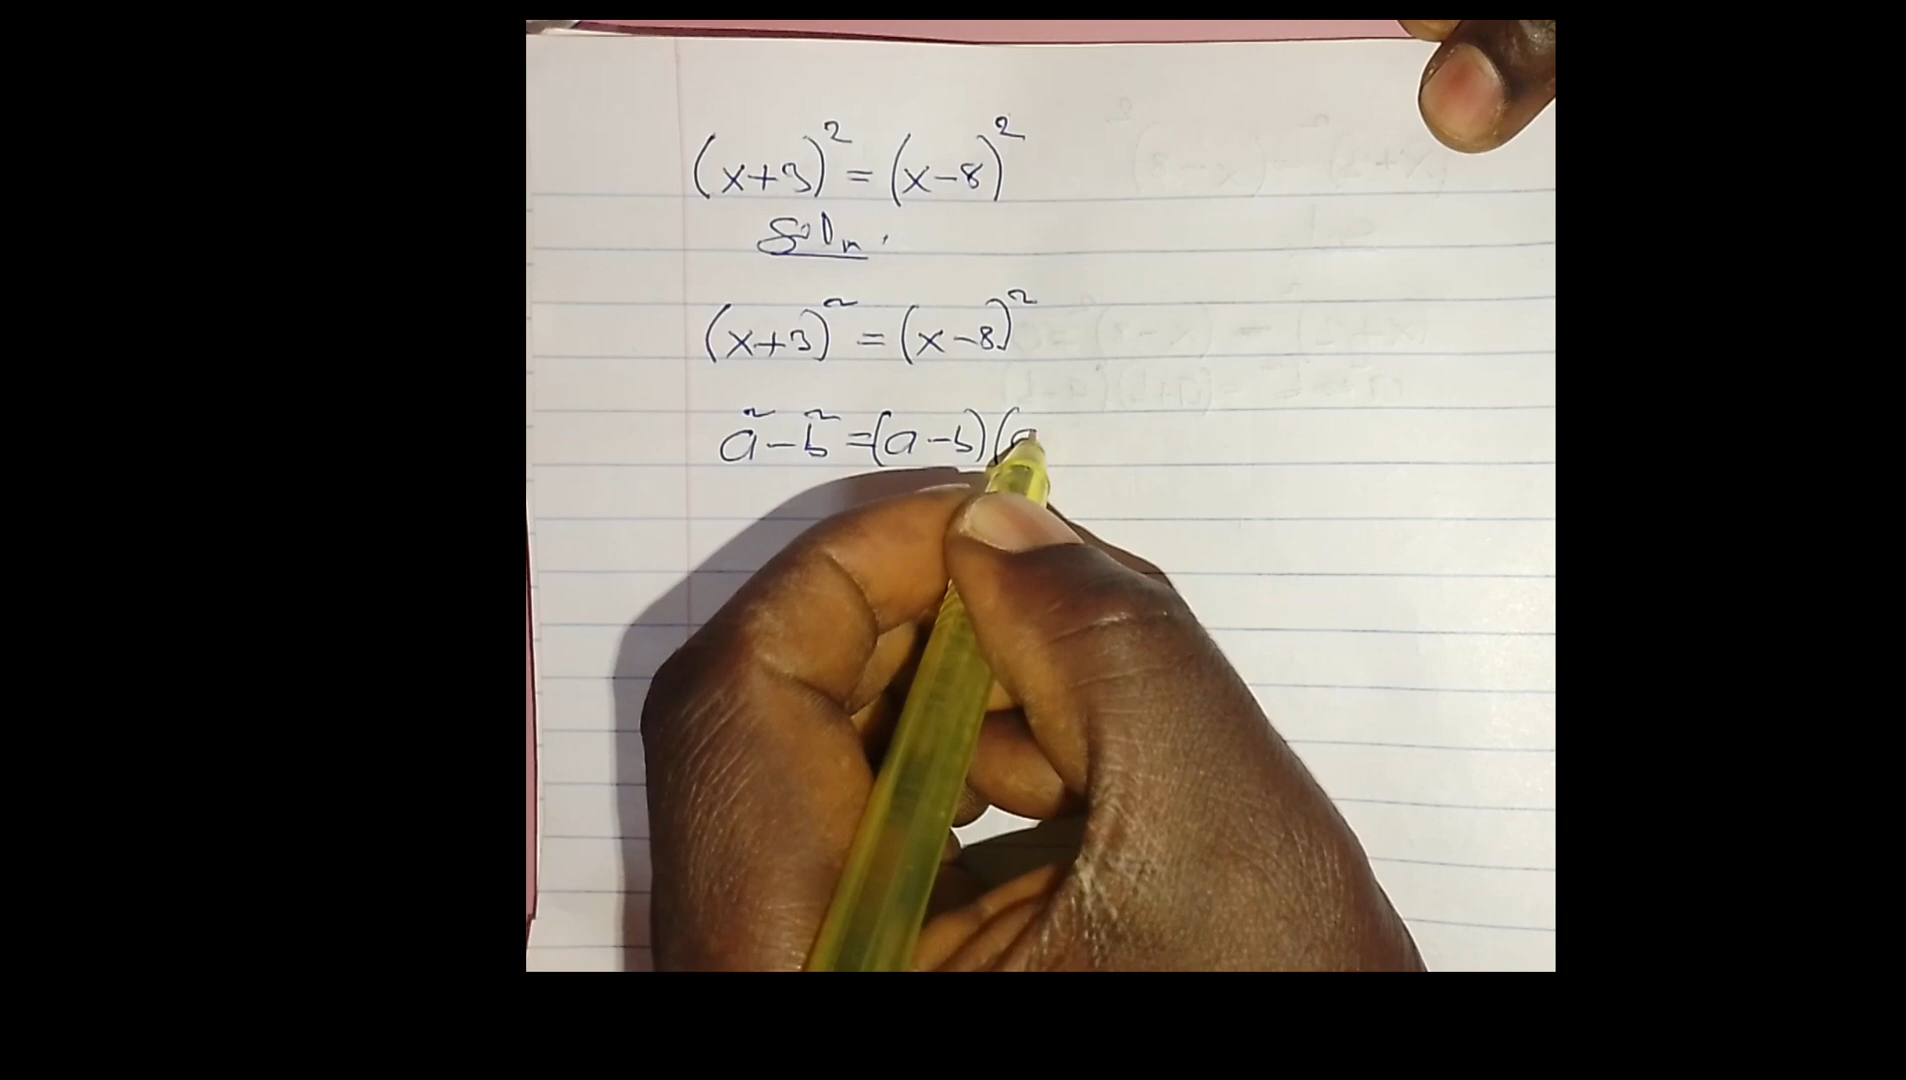 (x+3)² = (x-8)²
Soln.
(x+3)² = (x-8)²
a²-b² =(a-b)(a